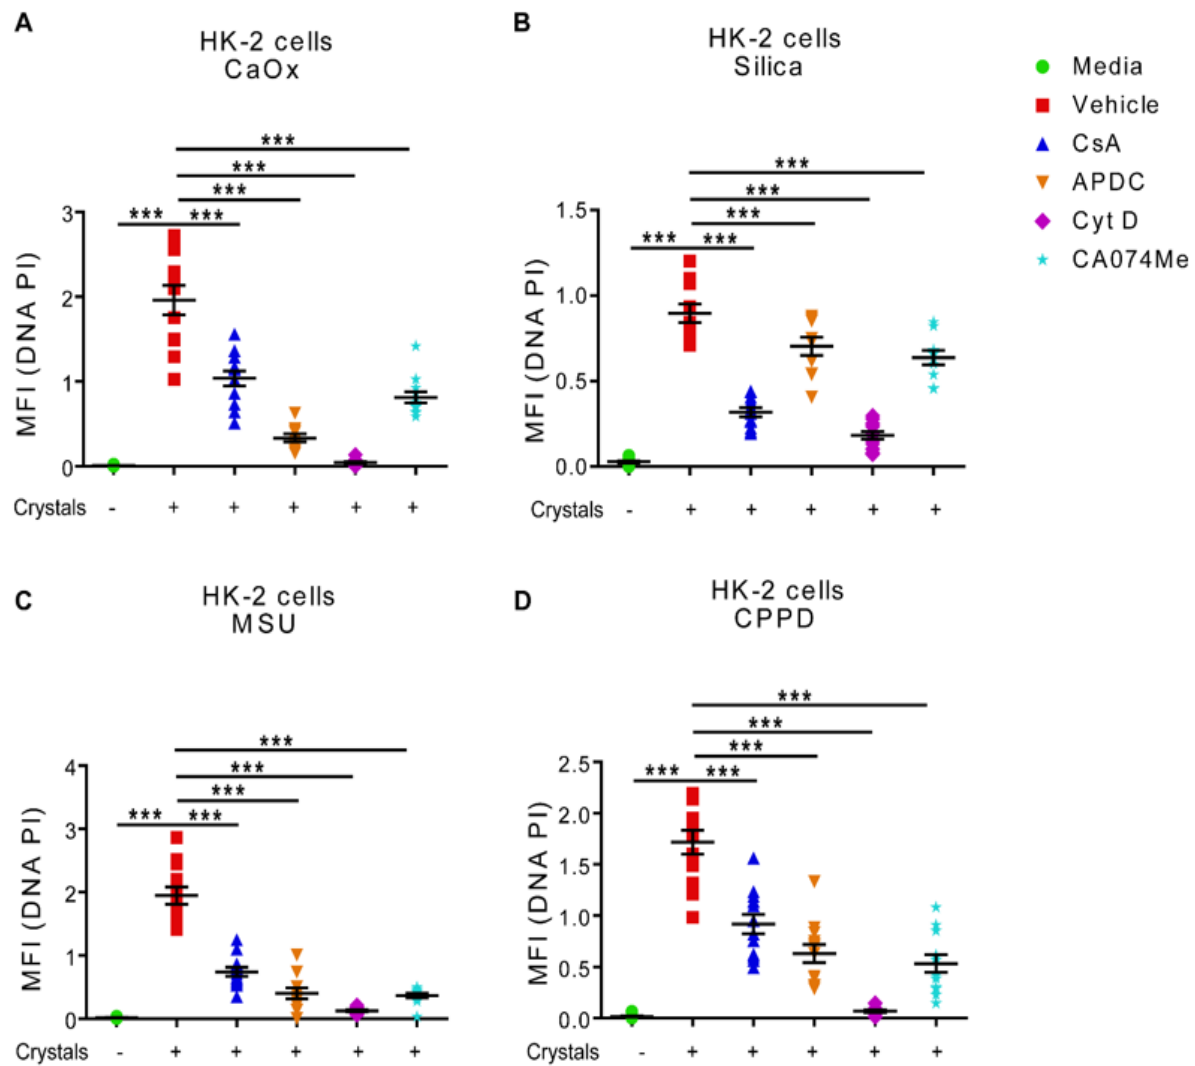 A
HK-2 cells
CaOx
***
***
***
*** ***
MFI (DNA PI)
3
2
1
0
Crystals - + + + + +
B
HK-2 cells
Silica
***
***
***
*** ***
MFI (DNA PI)
1.5
1.0
0.5
0.0
Crystals - + + + + +
Media
Vehicle
CsA
APDC
Cyt D
CA074Me
C
HK-2 cells
MSU
***
***
***
*** ***
MFI (DNA PI)
4
3
2
1
0
Crystals - + + + + +
D
HK-2 cells
CPPD
***
***
***
*** ***
MFI (DNA PI)
2.5
2.0
1.5
1.0
0.5
0.0
Crystals - + + + + +